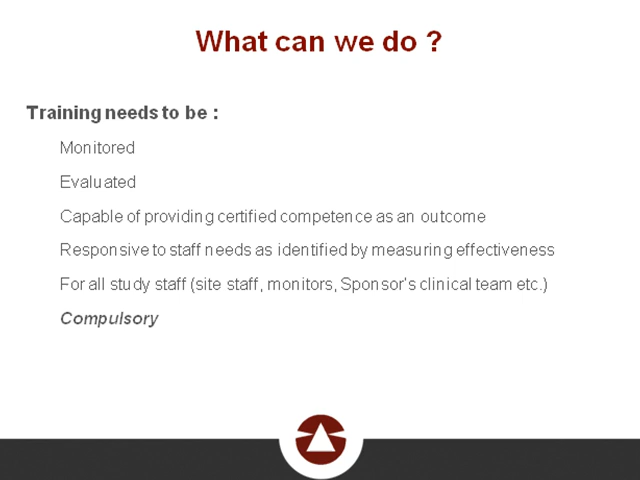 What can we do ?
Training needs to be :
Monitored
Evaluated
Capable of providing certified competence as an outcome
Responsive to staff needs as identified by measuring effectiveness
For all study staff (site staff, monitors, Sponsor's clinical team etc.)
Compulsory